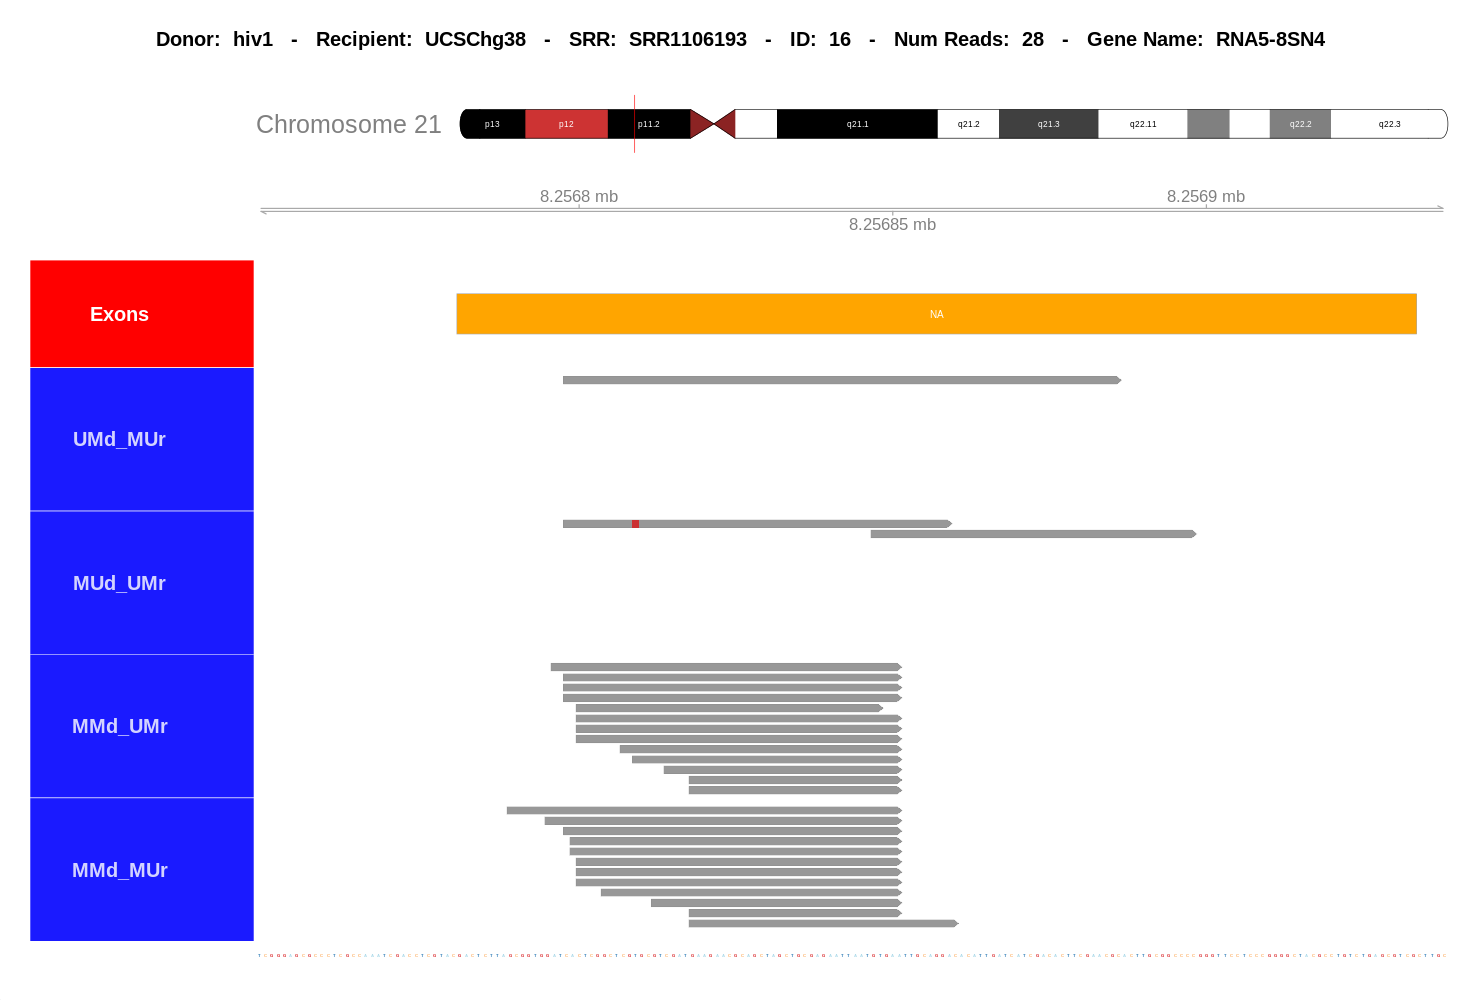 Donor: hiv1 - Recipient: UCSChg38 - SRR: SRR1106193 - ID: 16 - Num Reads: 28 - Gene Name: RNA5-8SN4
Chromosome 21 p13 p12 p11.2 q21.1 q21.2 q21.3 q22.11 q22.2 q22.3
8.2568 mb 8.2569 mb
8.25685 mb
Exons NA
UMd_MUr
MUd_UMr
MMd_UMr
MMd_MUr